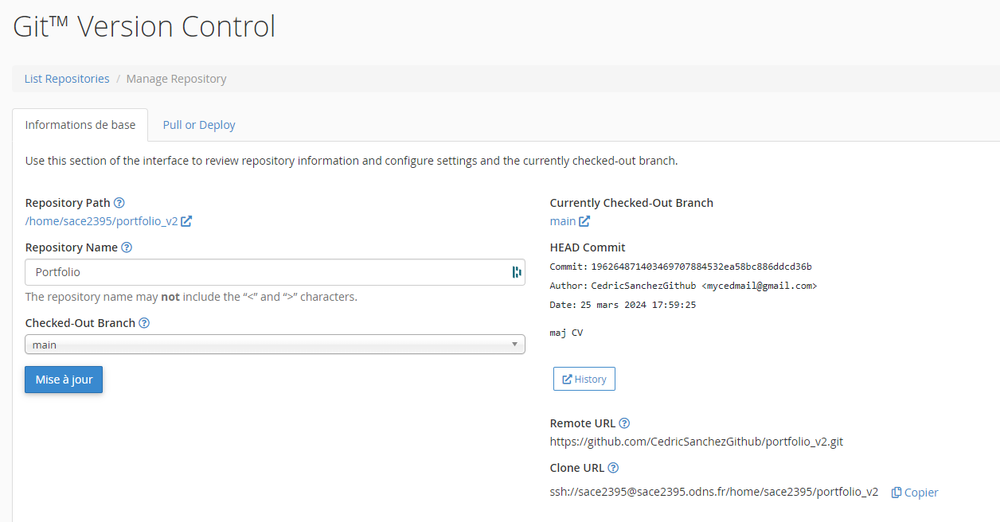 Git™ Version Control
List Repositories / Manage Repository
Informations de base
Pull or Deploy
Use this section of the interface to review repository information and configure settings and the currently checked-out branch.
Repository Path
/home/sace2395/portfolio_v2
Repository Name
Portfolio
The repository name may not include the “<” and “>” characters.
Checked-Out Branch
main
Mise à jour
Currently Checked-Out Branch
main
HEAD Commit
Commit: 196264871403469707884532ea58bc886ddcd36b
Author: CedricSanchezGithub <mycedmail@gmail.com>
Date: 25 mars 2024 17:59:25
maj CV
History
Remote URL
https://github.com/CedricSanchezGithub/portfolio_v2.git
Clone URL
ssh://sace2395@sace2395.odns.fr/home/sace2395/portfolio_v2
Copier